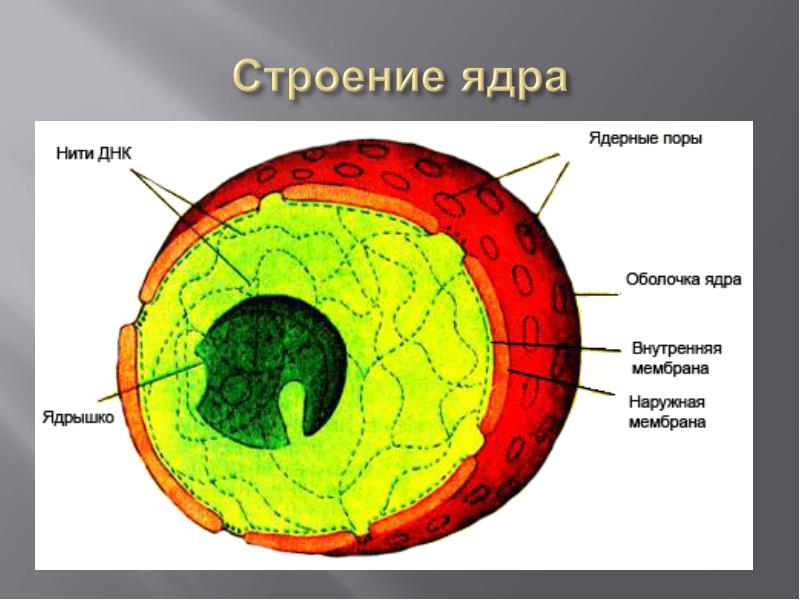 Строение ядра
Нити ДНК
Ядерные поры
Оболочка ядра
Внутренняя
мембрана
Наружная
мембрана
Ядрышко